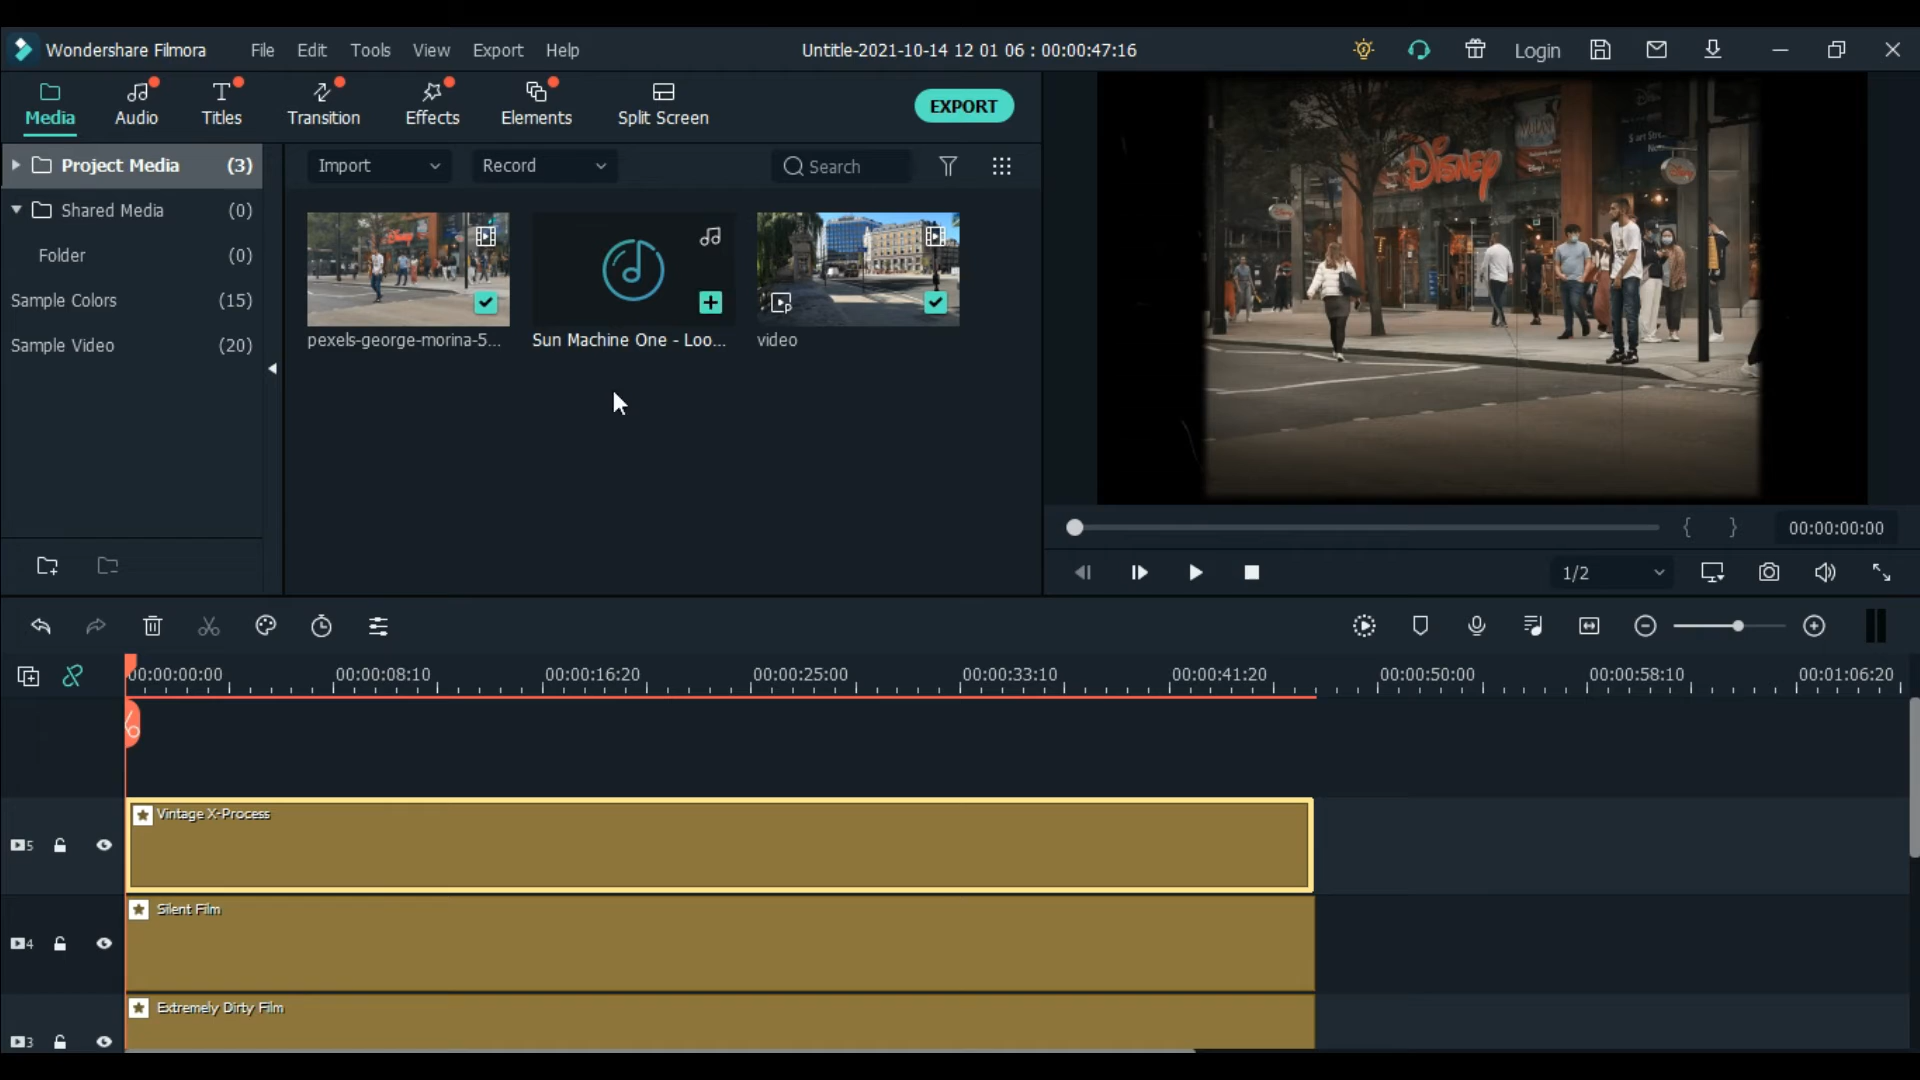 Wondershare Filmora File Edit Tools View Export Help Untitle-2021-10-14 12 01 06 : 00:00:47:16 Login
Media Audio Titles Transition Effects Elements Split Screen EXPORT
Project Media (3) Import Record Search
Shared Media (0)
Folder (0)
Sample Colors (15)
Sample Video (20)
pexels-george-morina-5... Sun Machine One - Loo... video
DISNEY
{ } 00:00:00:00
1/2
00:00:00:00 00:00:08:10 00:00:16:20 00:00:25:00 00:00:33:10 00:00:41:20 00:00:50:00 00:00:58:10 00:01:06:20
Vintage X-Process
5
Silent Film
4
Extremely Dirty Film
3